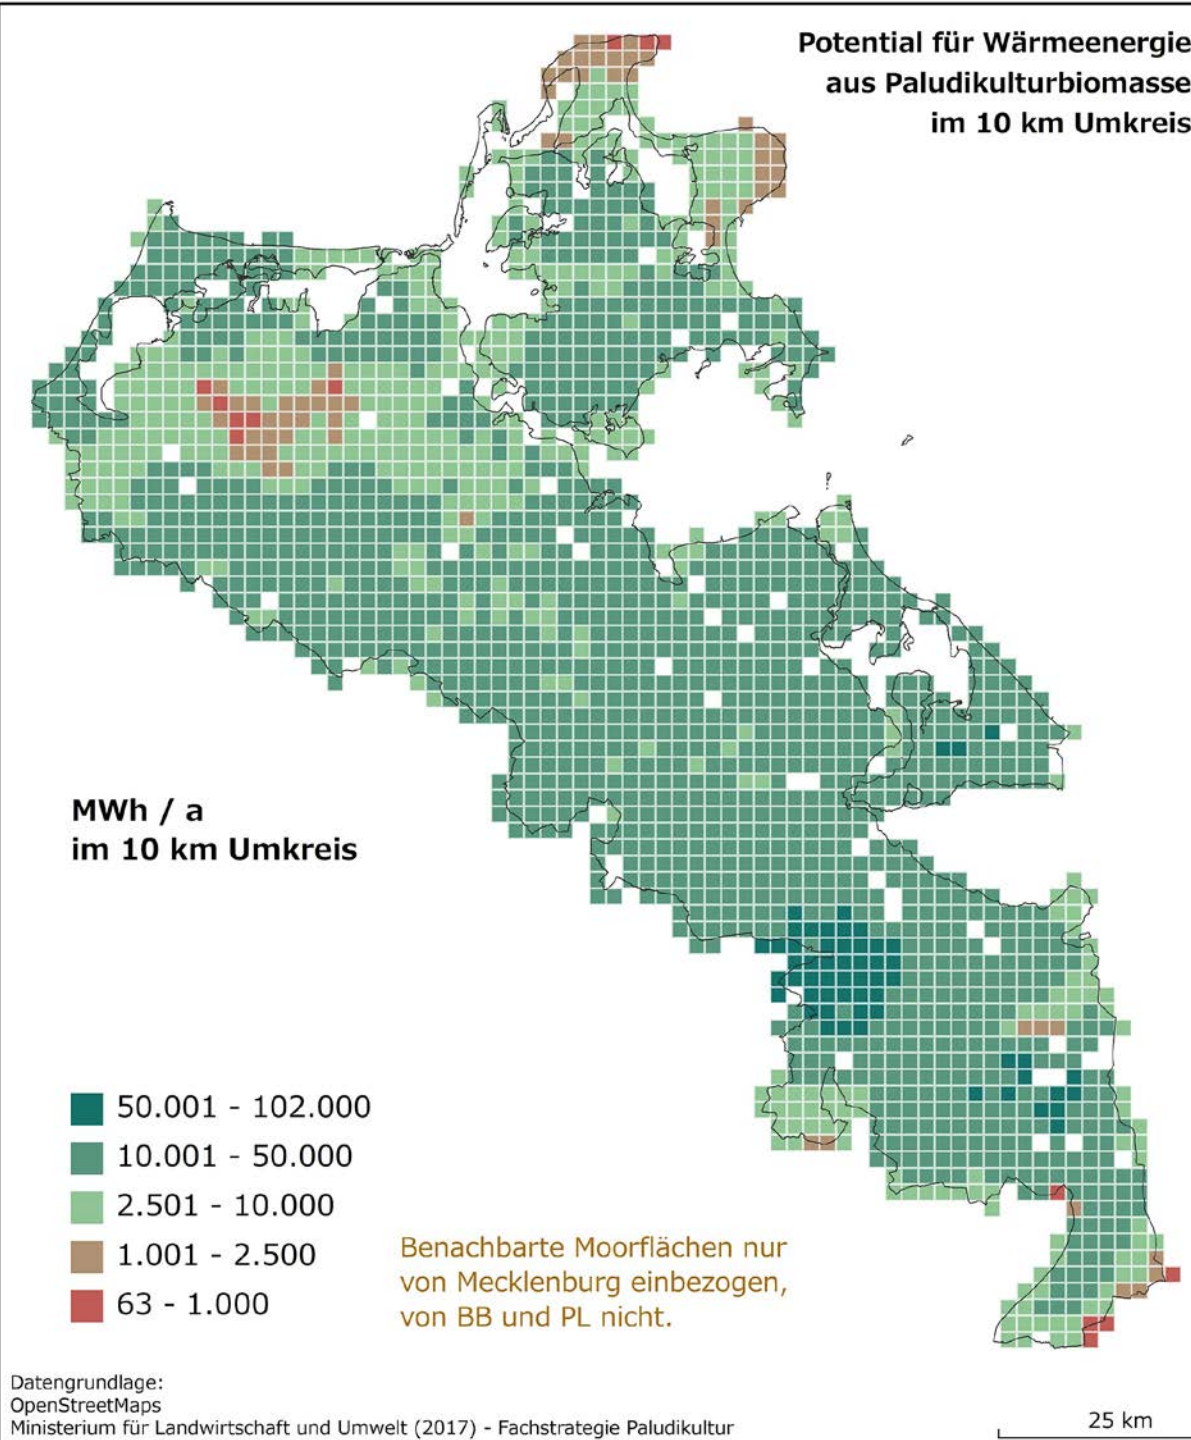 Potential für Wärmeenergie
aus Paludikulturbiomasse
im 10 km Umkreis
MWh / a
im 10 km Umkreis
50.001 - 102.000
10.001 - 50.000
2.501 - 10.000
1.001 - 2.500
63 - 1.000
Benachbarte Moorflächen nur
von Mecklenburg einbezogen,
von BB und PL nicht.
Datengrundlage:
OpenStreetMaps
Ministerium für Landwirtschaft und Umwelt (2017) - Fachstrategie Paludikultur
25 km